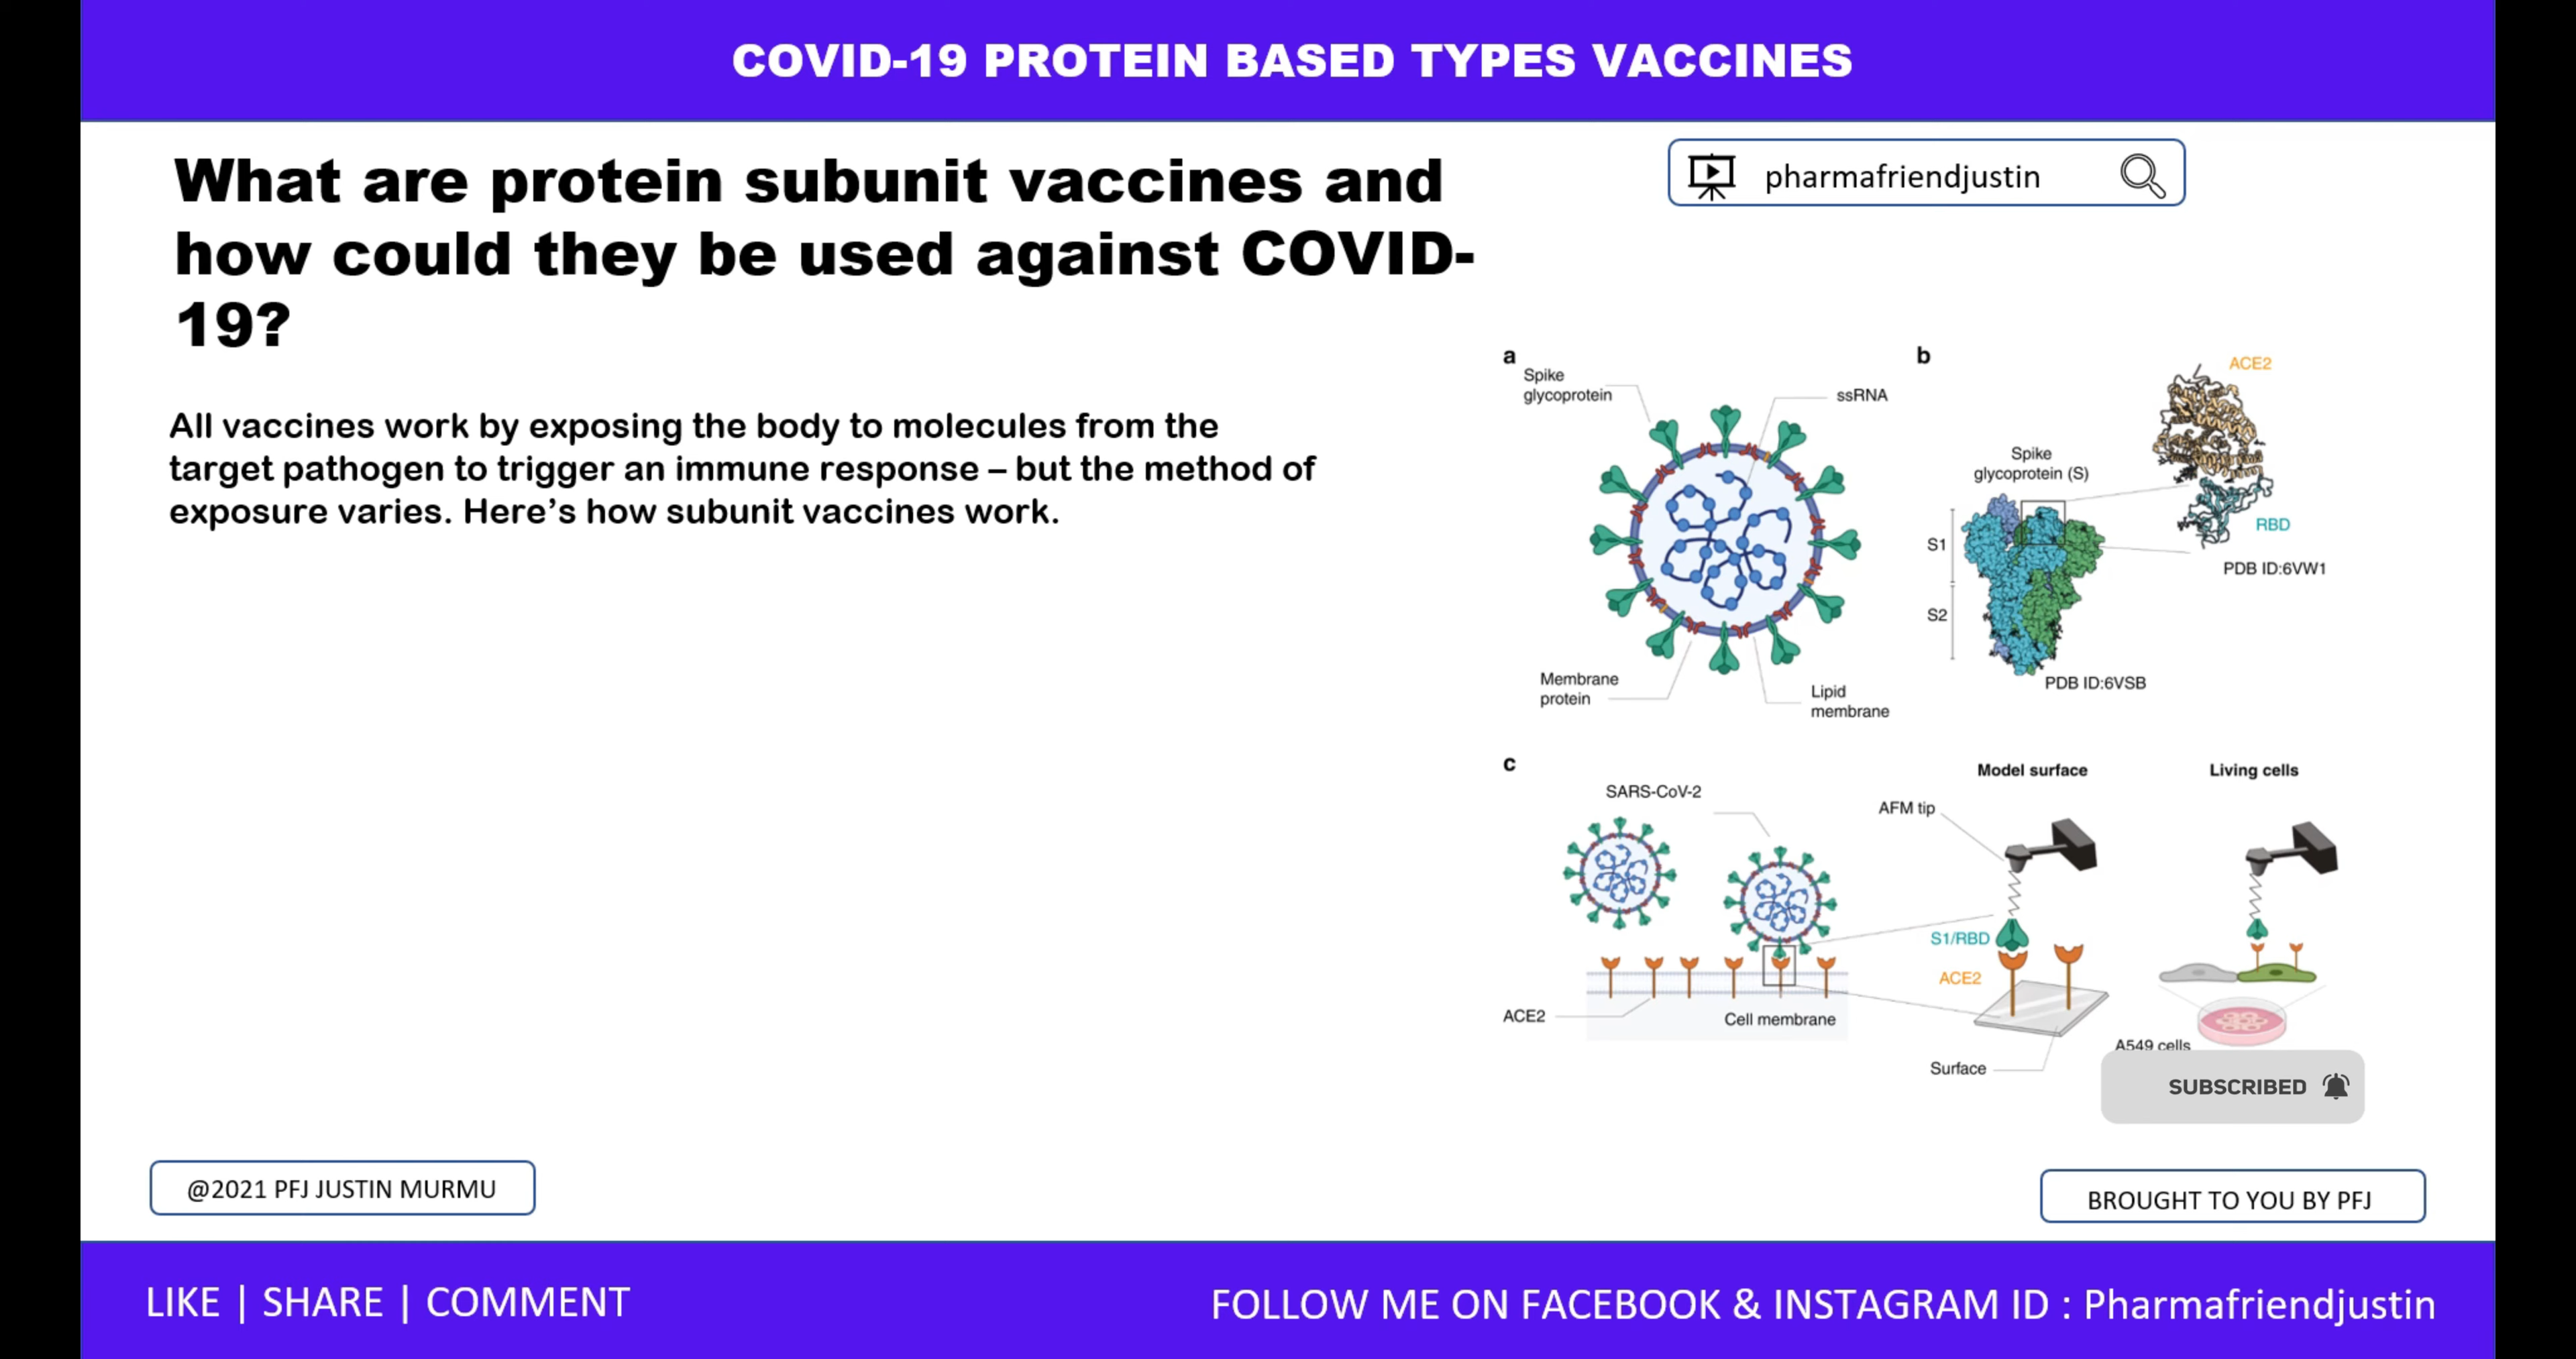 COVID-19 PROTEIN BASED TYPES VACCINES
What are protein subunit vaccines and
how could they be used against COVID-
19?
pharmafriendjustin
All vaccines work by exposing the body to molecules from the
target pathogen to trigger an immune response – but the method of
exposure varies. Here’s how subunit vaccines work.
a
Spike
glycoprotein
ssRNA
Membrane
protein
Lipid
membrane
b
ACE2
Spike
glycoprotein (S)
RBD
S1
PDB ID:6VW1
S2
PDB ID:6VSB
c
SARS-CoV-2
ACE2
Cell membrane
Model surface
Living cells
AFM tip
S1/RBD
ACE2
Surface
A549 cells
SUBSCRIBED
@2021 PFJ JUSTIN MURMU
BROUGHT TO YOU BY PFJ
LIKE | SHARE | COMMENT
FOLLOW ME ON FACEBOOK & INSTAGRAM ID : Pharmafriendjustin